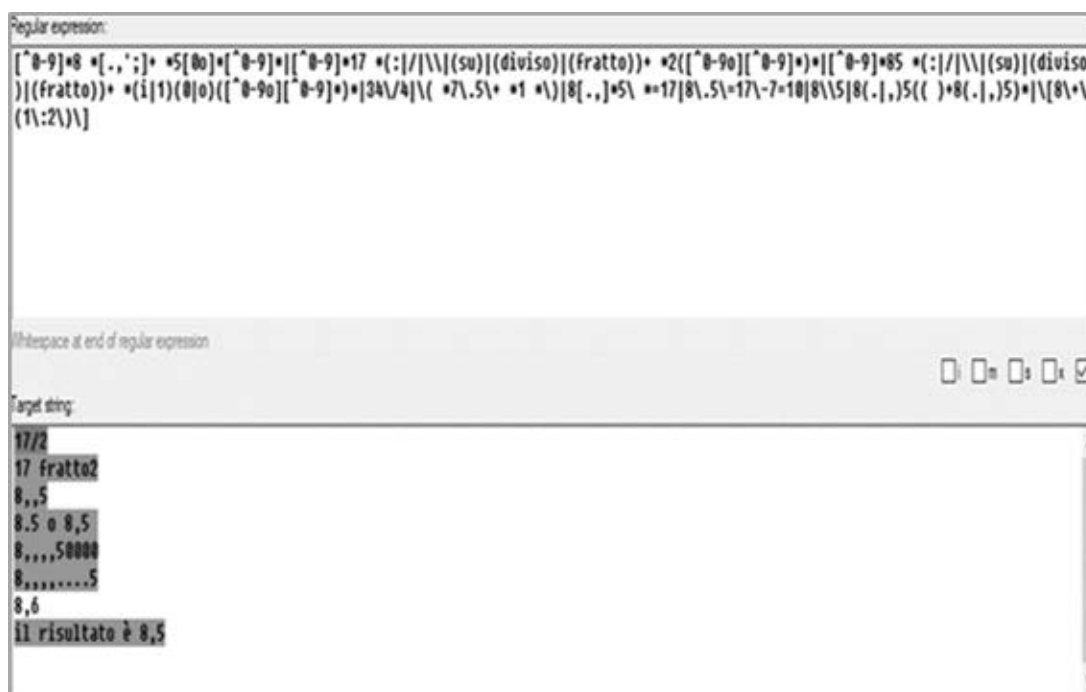 Regular expression:
[^0-9]*8 *[.,';]+ *5[0o]*[^0-9]*|[^0-9]*17 *(:|/|\\|(su)|(diviso)|(fratto))+ *2([^0-9o][^0-9]*)*|[^0-9]*85 *(:|/|\\|(su)|(diviso
)|(fratto))+ *(i|1)(0|o)([^0-9o][^0-9]*)*|34\/4|\( *7\.5\+ *1 *\)|8[.,]*5\ *=17|8\.5\=17\-7=10|8\\5|8(.|,)5(( )+8(.|,)5)*|\[8\+\
(1\:2\)\]
Whitespace at end of regular expression
i m s x
Target string:
17/2
17 fratto2
8,,5
8.5 o 8,5
8,,,,50000
8,,,,....5
8,6
il risultato è 8,5